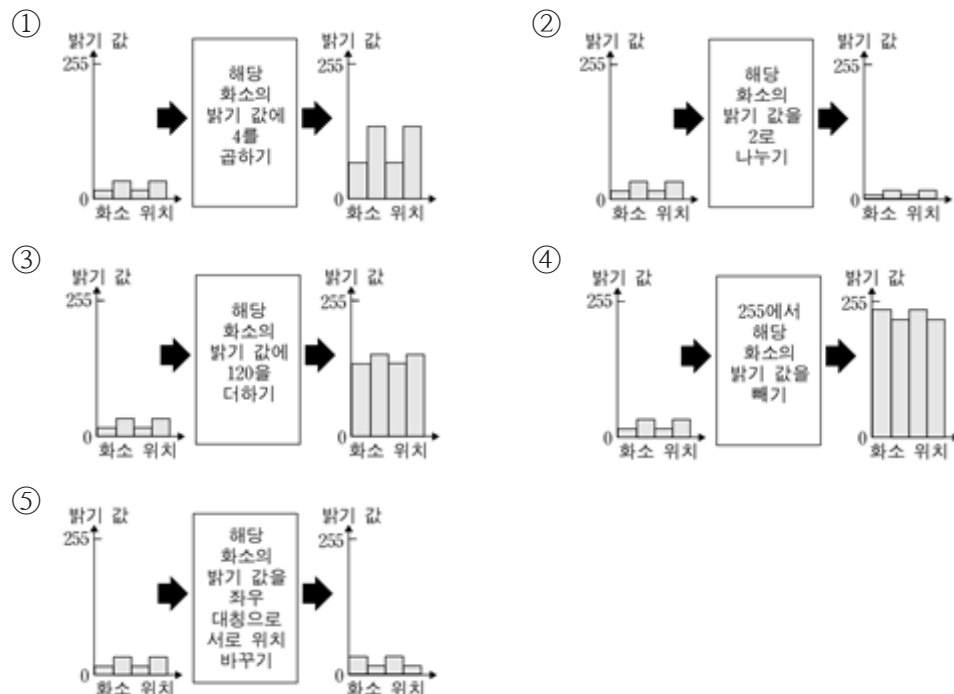 ①
밝기 값
255
0
화소 위치
해당
화소의
밝기 값에
4를
곱하기
밝기 값
255
0
화소 위치
②
밝기 값
255
0
화소 위치
해당
화소의
밝기 값을
2로
나누기
밝기 값
255
0
화소 위치
③
밝기 값
255
0
화소 위치
해당
화소의
밝기 값에
120을
더하기
밝기 값
255
0
화소 위치
④
밝기 값
255
0
화소 위치
255에서
해당
화소의
밝기 값을
빼기
밝기 값
255
0
화소 위치
⑤
밝기 값
255
0
화소 위치
해당
화소의
밝기 값을
좌우
대칭으로
서로 위치
바꾸기
밝기 값
255
0
화소 위치